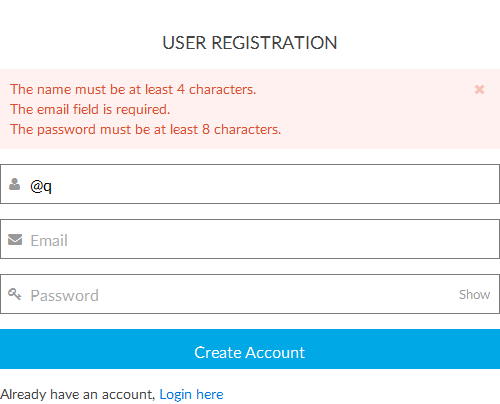 USER REGISTRATION
The name must be at least 4 characters.
The email field is required.
The password must be at least 8 characters.
@q
Email
Password Show
Create Account
Already have an account, Login here